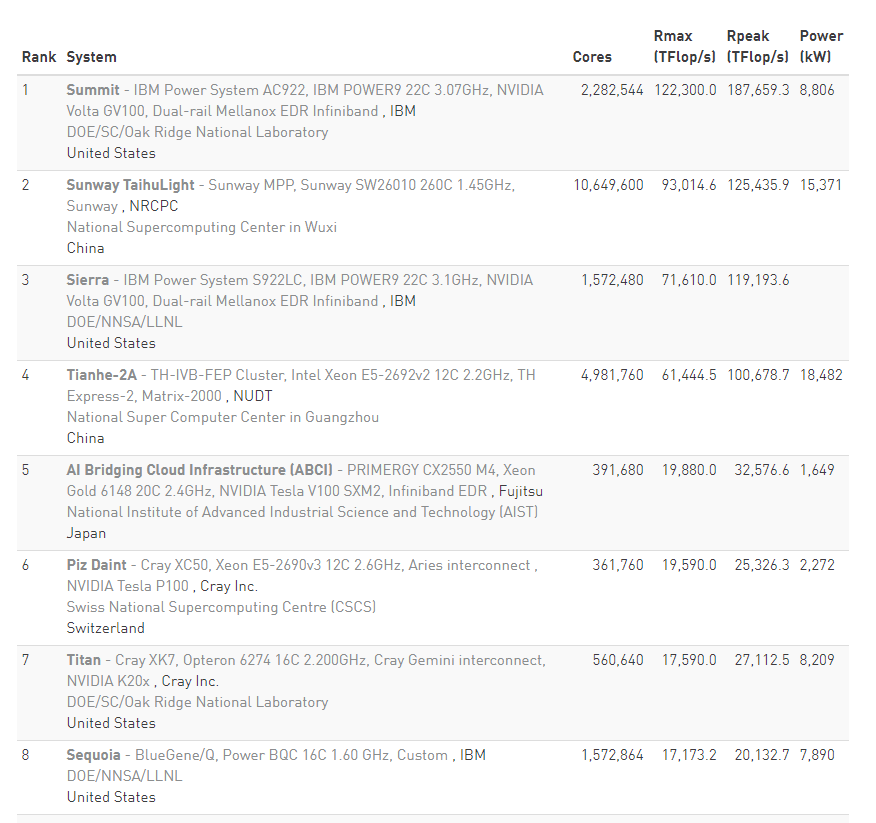 Rank System Cores Rmax (TFlop/s) Rpeak (TFlop/s) Power (kW)
1 Summit - IBM Power System AC922, IBM POWER9 22C 3.07GHz, NVIDIA 2,282,544 122,300.0 187,659.3 8,806
Volta GV100, Dual-rail Mellanox EDR Infiniband , IBM
DOE/SC/Oak Ridge National Laboratory
United States
2 Sunway TaihuLight - Sunway MPP, Sunway SW26010 260C 1.45GHz, 10,649,600 93,014.6 125,435.9 15,371
Sunway , NRCPC
National Supercomputing Center in Wuxi
China
3 Sierra - IBM Power System S922LC, IBM POWER9 22C 3.1GHz, NVIDIA 1,572,480 71,610.0 119,193.6
Volta GV100, Dual-rail Mellanox EDR Infiniband , IBM
DOE/NNSA/LLNL
United States
4 Tianhe-2A - TH-IVB-FEP Cluster, Intel Xeon E5-2692v2 12C 2.2GHz, TH 4,981,760 61,444.5 100,678.7 18,482
Express-2, Matrix-2000 , NUDT
National Super Computer Center in Guangzhou
China
5 AI Bridging Cloud Infrastructure (ABCI) - PRIMERGY CX2550 M4, Xeon 391,680 19,880.0 32,576.6 1,649
Gold 6148 20C 2.4GHz, NVIDIA Tesla V100 SXM2, Infiniband EDR , Fujitsu
National Institute of Advanced Industrial Science and Technology (AIST)
Japan
6 Piz Daint - Cray XC50, Xeon E5-2690v3 12C 2.6GHz, Aries interconnect , 361,760 19,590.0 25,326.3 2,272
NVIDIA Tesla P100 , Cray Inc.
Swiss National Supercomputing Centre (CSCS)
Switzerland
7 Titan - Cray XK7, Opteron 6274 16C 2.200GHz, Cray Gemini interconnect, 560,640 17,590.0 27,112.5 8,209
NVIDIA K20x , Cray Inc.
DOE/SC/Oak Ridge National Laboratory
United States
8 Sequoia - BlueGene/Q, Power BQC 16C 1.60 GHz, Custom , IBM 1,572,864 17,173.2 20,132.7 7,890
DOE/NNSA/LLNL
United States